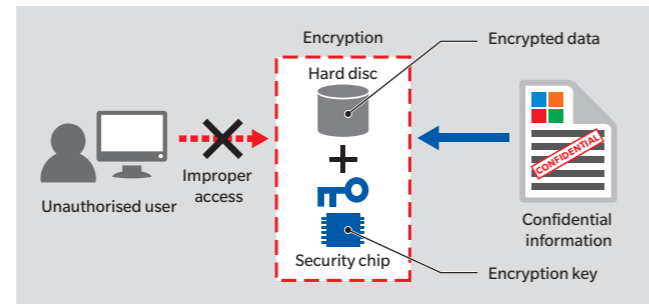 Encryption
Encrypted data
Hard disc
CONFIDENTIAL
Improper
access
Unauthorised user
Confidential
information
Security chip
Encryption key